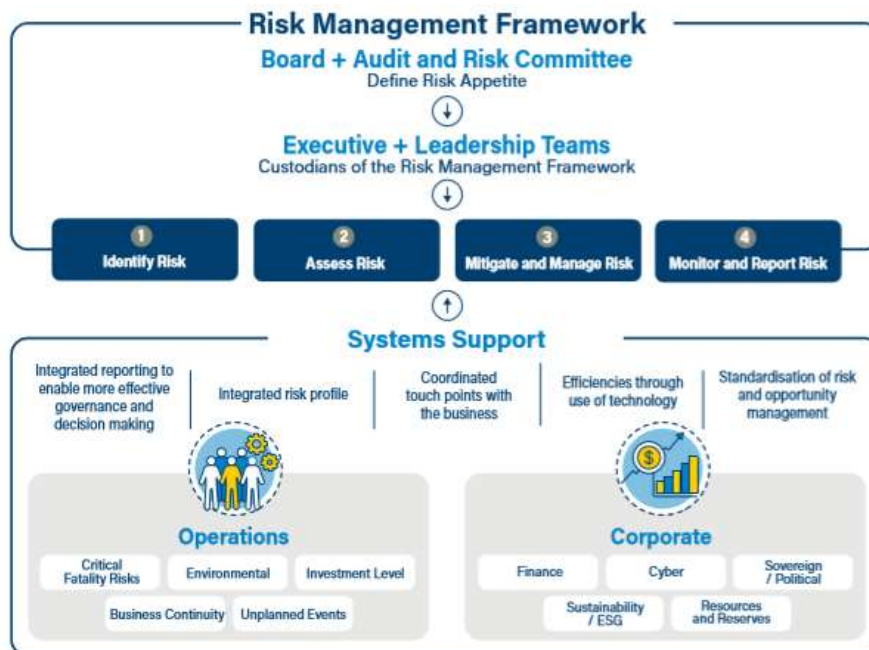 Risk Management Framework
Board + Audit and Risk Committee
Define Risk Appetite
Executive + Leadership Teams
Custodians of the Risk Management Framework
1
Identify Risk
2
Assess Risk
3
Mitigate and Manage Risk
4
Monitor and Report Risk
Systems Support
Integrated reporting to
enable more effective
governance and
decision making
Integrated risk profile
Coordinated
touch points with
the business
Efficiencies through
use of technology
Standardisation of risk
and opportunity
management
Operations
Critical
Fatality Risks
Environmental
Investment Level
Business Continuity
Unplanned Events
$
Corporate
Finance
Cyber
Sovereign
/ Political
Sustainability
/ ESG
Resources
and Reserves